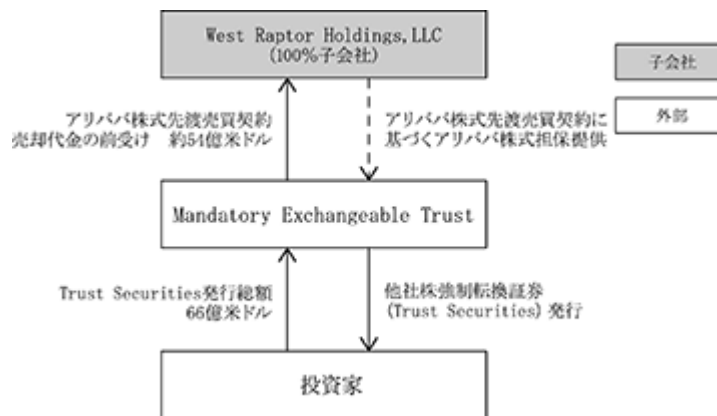 West Raptor Holdings,LLC
(100%子会社)
子会社
外部
アリババ株式先渡売買契約
売却代金の前受け 約54億米ドル
アリババ株式先渡売買契約に
基づくアリババ株式担保提供
Mandatory Exchangeable Trust
Trust Securities発行総額
66億米ドル
他社株強制転換証券
(Trust Securities) 発行
投資家